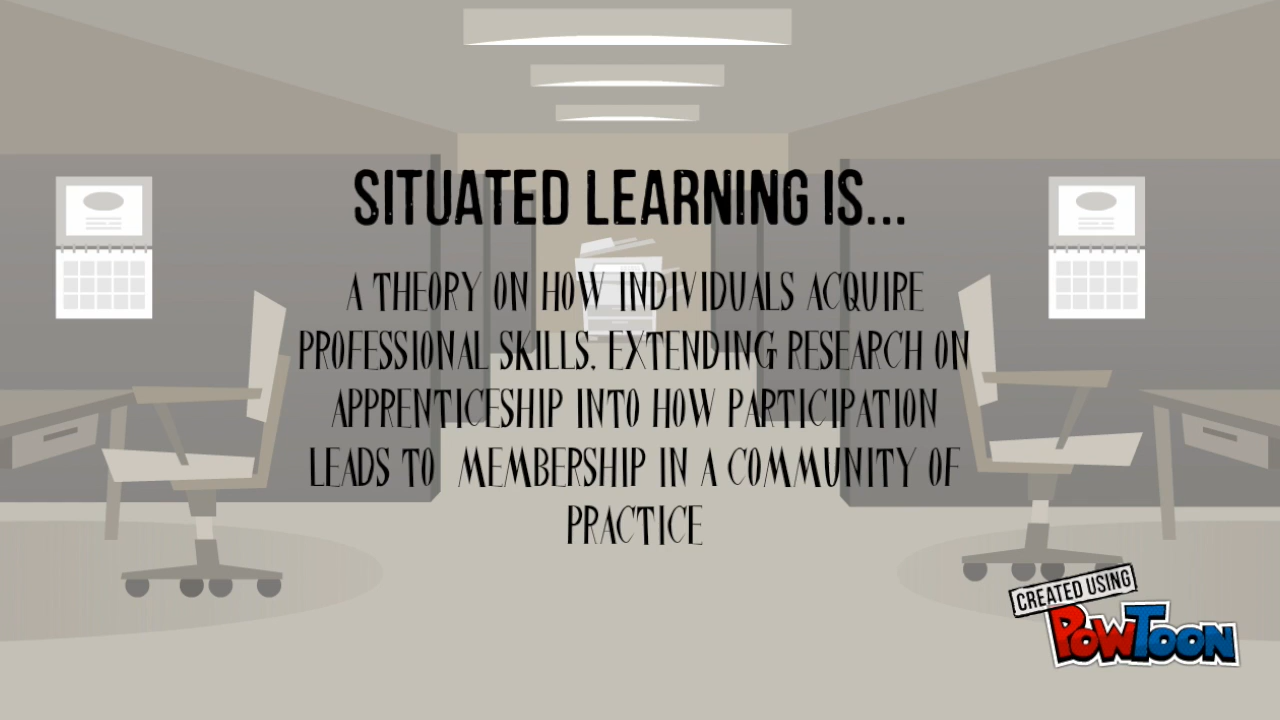 SITUATED LEARNING IS...
A THEORY ON HOW INDIVIDUALS ACQUIRE
PROFESSIONAL SKILLS, EXTENDING RESEARCH ON
APPRENTICESHIP INTO HOW PARTICIPATION
LEADS TO MEMBERSHIP IN A COMMUNITY OF
PRACTICE
CREATED USING
POWTOON